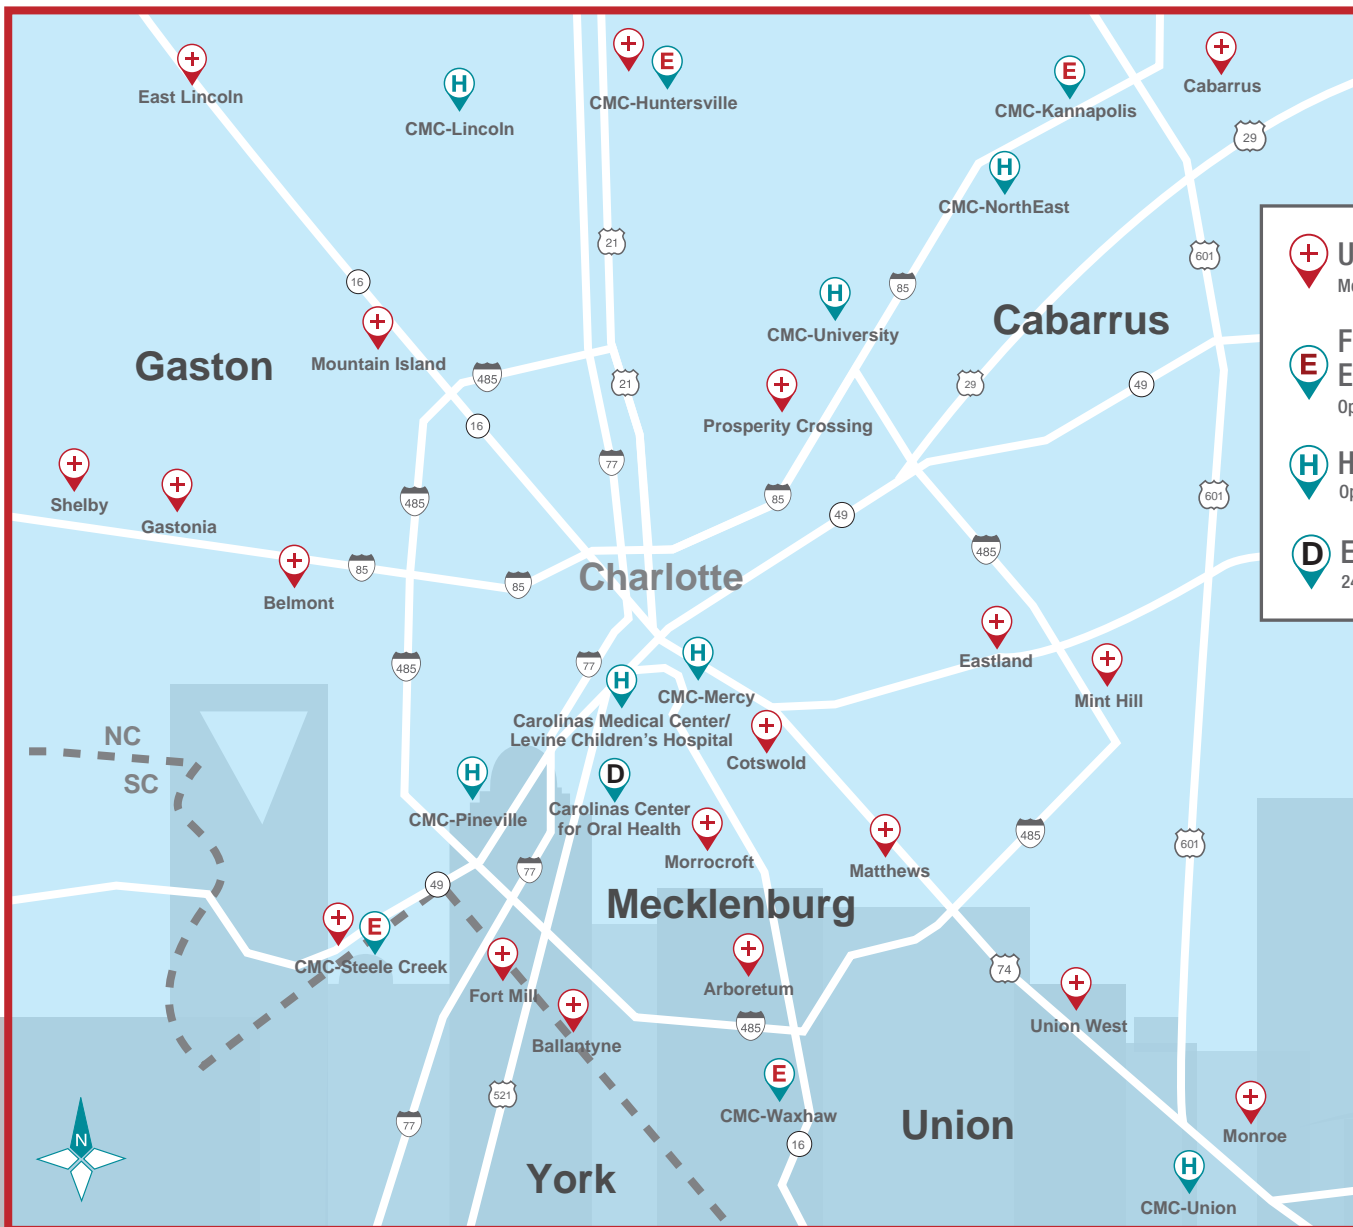 East Lincoln
H
CMC-Lincoln
E
CMC-Huntersville
E
CMC-Kannapolis
Cabarrus
29
H
CMC-NorthEast
21
601
16
85
H
CMC-University
Cabarrus
Mountain Island
Gaston
485
21
29
49
Prosperity Crossing
16
77
Shelby
Gastonia
485
85
49
601
485
Belmont
85
85
Charlotte
Eastland
485
77
H
CMC-Mercy
Mint Hill
H
Carolinas Medical Center/
Levine Children's Hospital
Cotswold
NC
SC
H
CMC-Pineville
D
Carolinas Center
for Oral Health
Morrocroft
Matthews
485
601
77
49
Mecklenburg
E
CMC-Steele Creek
Fort Mill
Arboretum
74
Union West
Ballantyne
485
E
CMC-Waxhaw
521
77
16
Union
Monroe
N
York
H
CMC-Union
E
H
D
24